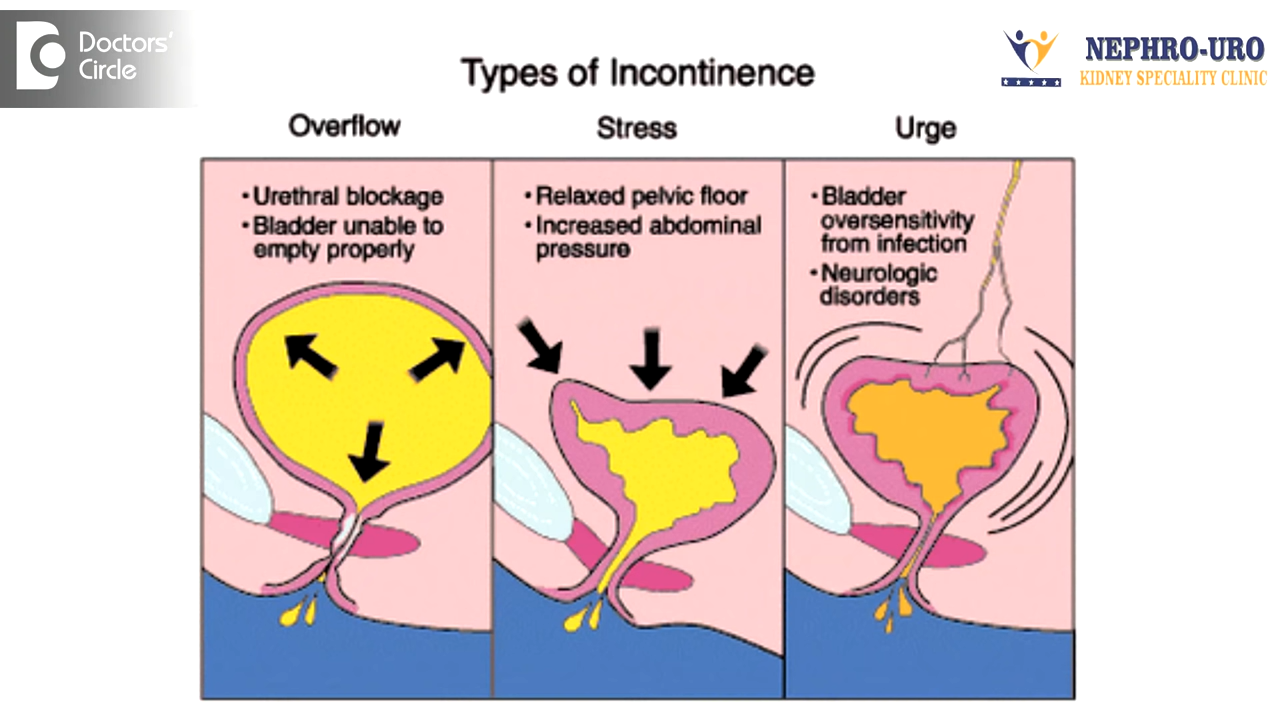 Doctors'
Circle
NEPHRO-URO
KIDNEY SPECIALITY CLINIC
Types of Incontinence
Overflow
• Urethral blockage
• Bladder unable to
empty properly
Stress
• Relaxed pelvic floor
• Increased abdominal
pressure
Urge
• Bladder
oversensitivity
from infection
• Neurologic
disorders